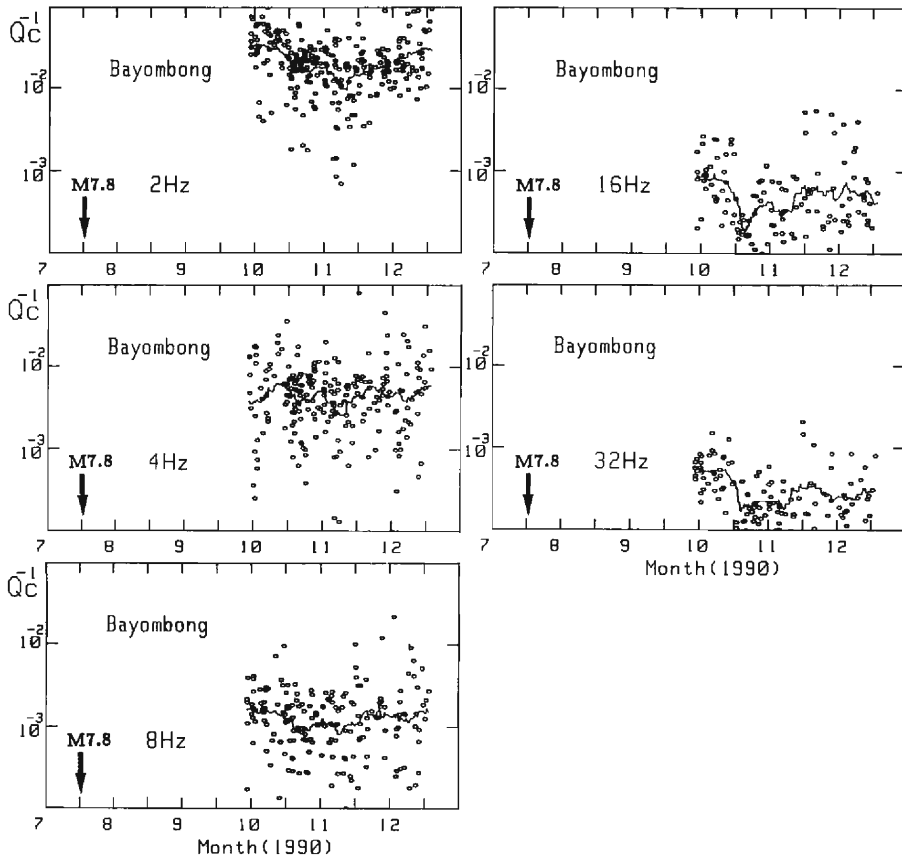 Qc⁻¹
Bayombong
10⁻²
10⁻³
M7.8 2Hz
7 8 9 10 11 12
Bayombong
10⁻²
10⁻³
M7.8 16Hz
7 8 9 10 11 12
Qc⁻¹
Bayombong
10⁻²
10⁻³
M7.8 4Hz
7 8 9 10 11 12
Bayombong
10⁻²
10⁻³
M7.8 32Hz
7 8 9 10 11 12
Month(1990)
Qc⁻¹
Bayombong
10⁻²
10⁻³
M7.8 8Hz
7 8 9 10 11 12
Month(1990)